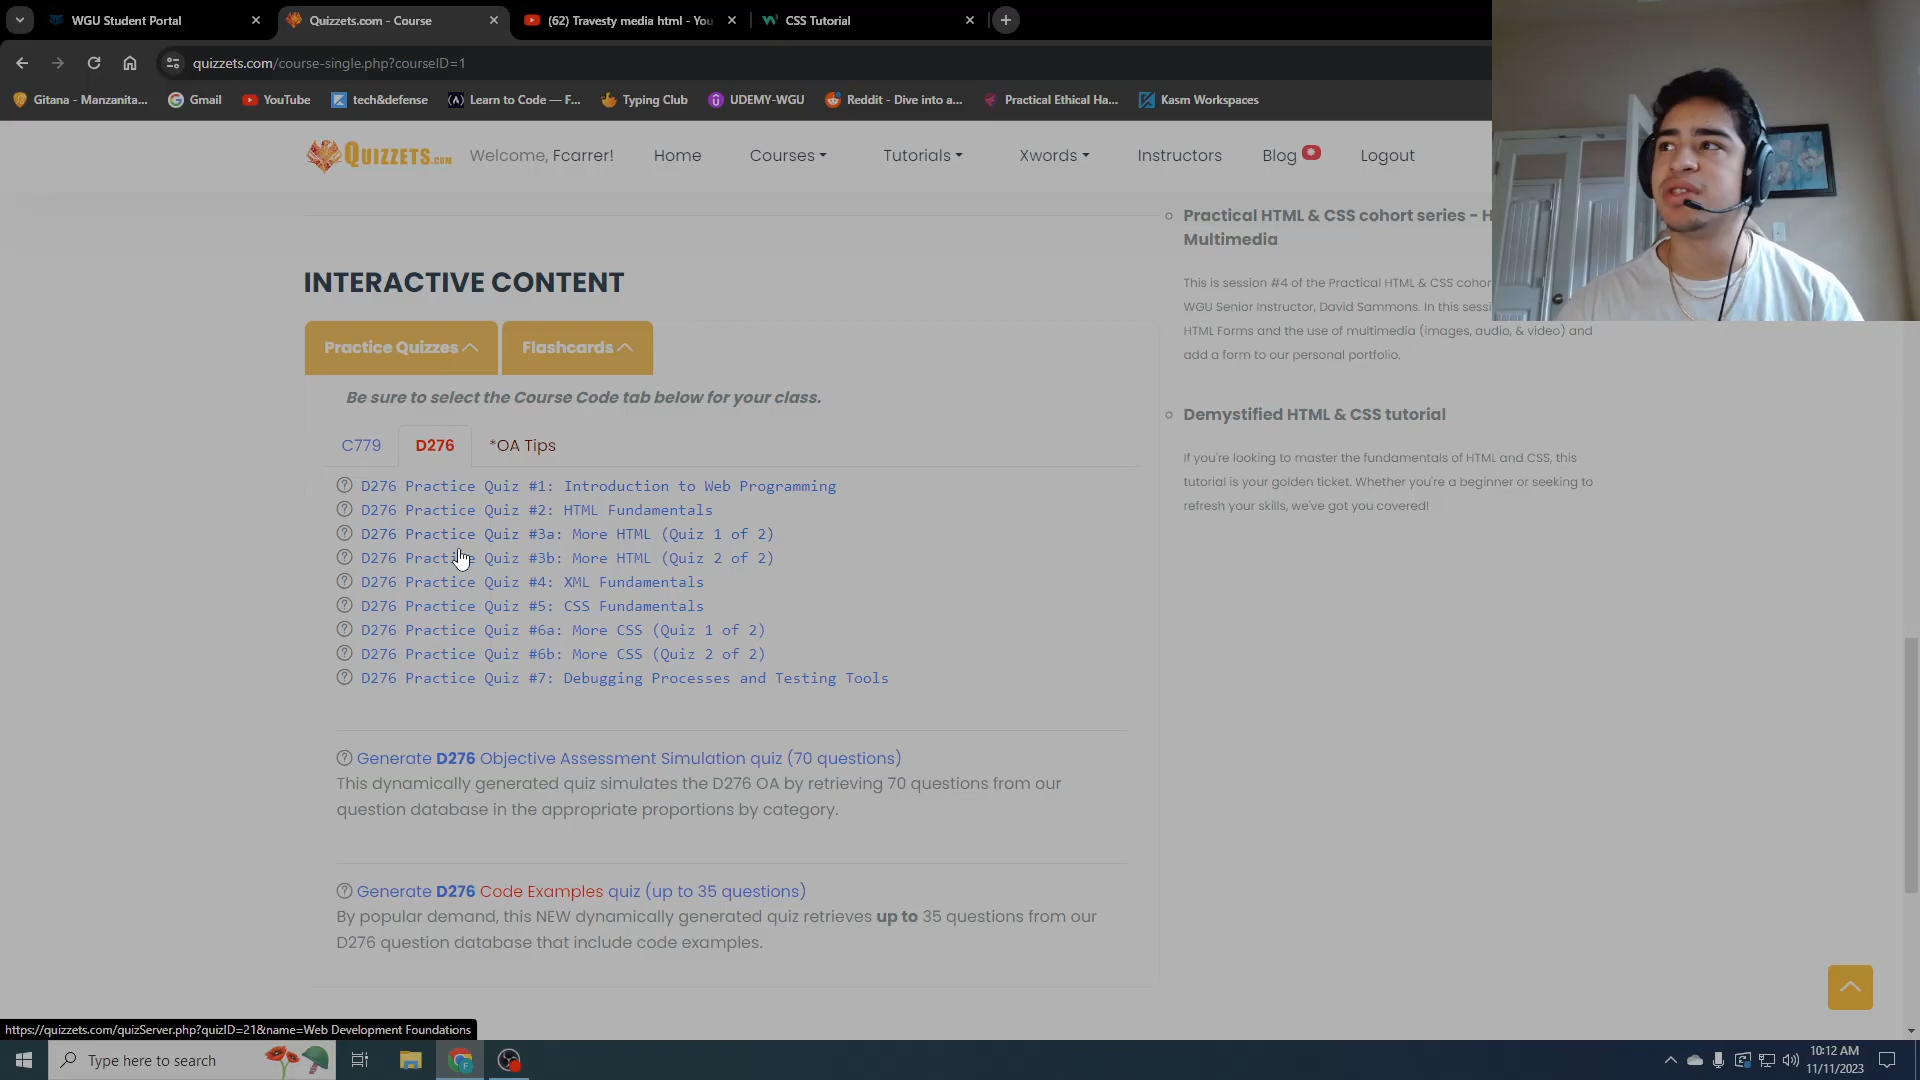 WGU Student Portal
Quizzets.com - Course
(62) Travesty media html - You
CSS Tutorial
quizzets.com/course-single.php?courseID=1
Gitana - Manzanita...
Gmail
YouTube
tech&defense
Learn to Code — F...
Typing Club
UDEMY-WGU
Reddit - Dive into a...
Practical Ethical Ha...
Kasm Workspaces
QUIZZETS.COM
Welcome, Fcarrer!
Home
Courses
Tutorials
Xwords
Instructors
Blog
Logout
INTERACTIVE CONTENT
Practice Quizzes
Flashcards
Be sure to select the Course Code tab below for your class.
C779
D276
*OA Tips
D276 Practice Quiz #1: Introduction to Web Programming
D276 Practice Quiz #2: HTML Fundamentals
D276 Practice Quiz #3a: More HTML (Quiz 1 of 2)
D276 Practice Quiz #3b: More HTML (Quiz 2 of 2)
D276 Practice Quiz #4: XML Fundamentals
D276 Practice Quiz #5: CSS Fundamentals
D276 Practice Quiz #6a: More CSS (Quiz 1 of 2)
D276 Practice Quiz #6b: More CSS (Quiz 2 of 2)
D276 Practice Quiz #7: Debugging Processes and Testing Tools
Generate D276 Objective Assessment Simulation quiz (70 questions)
This dynamically generated quiz simulates the D276 OA by retrieving 70 questions from our
question database in the appropriate proportions by category.
Generate D276 Code Examples quiz (up to 35 questions)
By popular demand, this NEW dynamically generated quiz retrieves up to 35 questions from our
D276 question database that include code examples.
Practical HTML & CSS cohort series - H
Multimedia
This is session #4 of the Practical HTML & CSS cohor
WGU Senior Instructor, David Sammons. In this sessi
HTML Forms and the use of multimedia (images, audio, & video) and
add a form to our personal portfolio.
Demystified HTML & CSS tutorial
If you're looking to master the fundamentals of HTML and CSS, this
tutorial is your golden ticket. Whether you're a beginner or seeking to
refresh your skills, we've got you covered!
https://quizzets.com/quizServer.php?quizID=21&name=Web Development Foundations
Type here to search
10:12 AM
11/11/2023